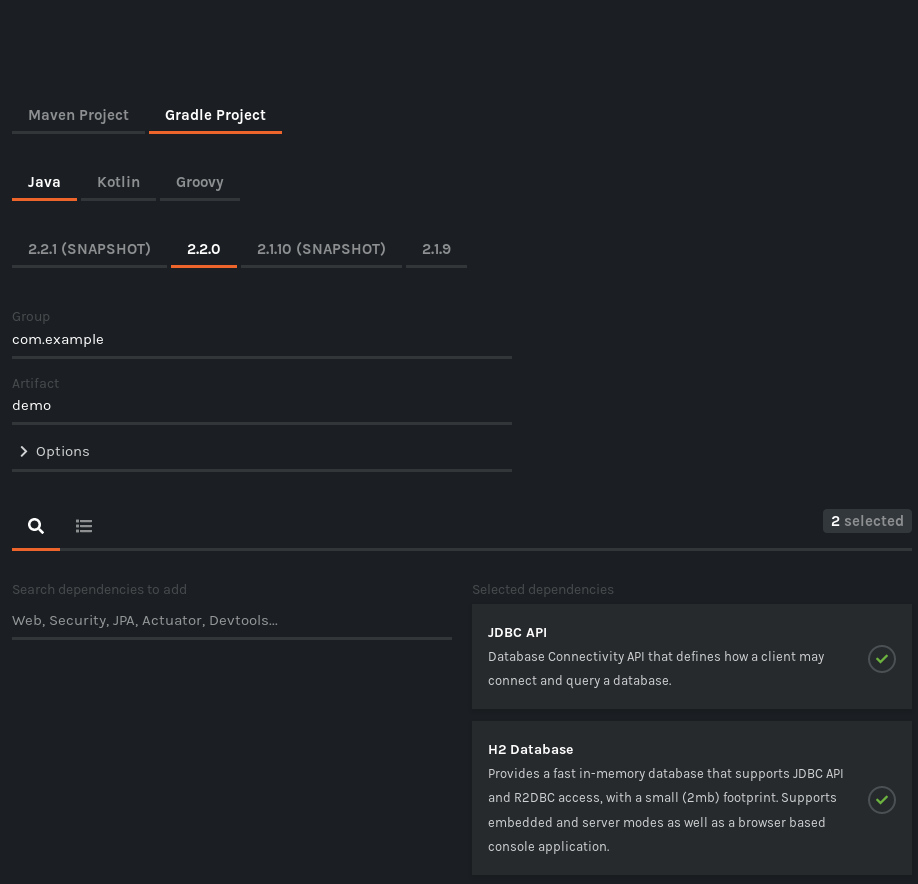 Maven Project Gradle Project
Java Kotlin Groovy
2.2.1 (SNAPSHOT) 2.2.0 2.1.10 (SNAPSHOT) 2.1.9
Group
com.example
Artifact
demo
Options
2 selected
Search dependencies to add
Web, Security, JPA, Actuator, Devtools...
Selected dependencies
JDBC API
Database Connectivity API that defines how a client may
connect and query a database.
H2 Database
Provides a fast in-memory database that supports JDBC API
and R2DBC access, with a small (2mb) footprint. Supports
embedded and server modes as well as a browser based
console application.